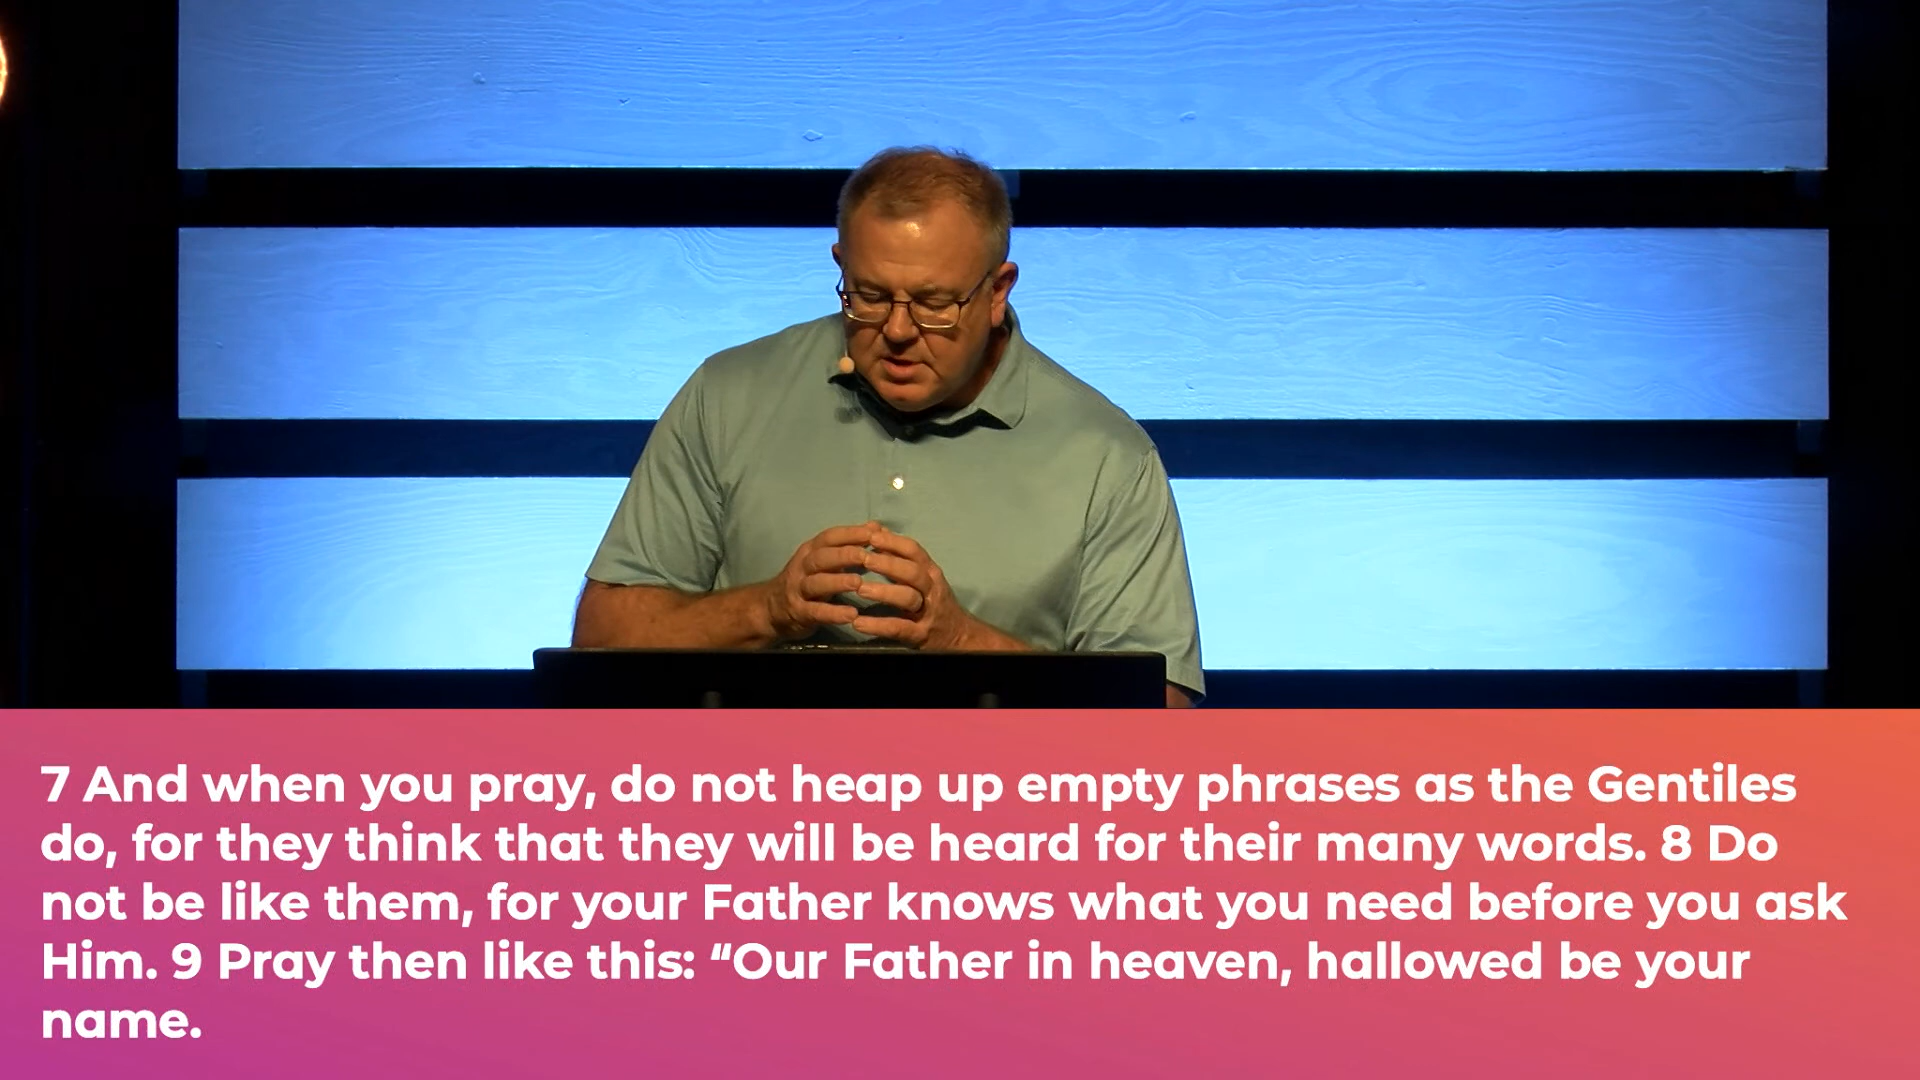 7 And when you pray, do not heap up empty phrases as the Gentiles
do, for they think that they will be heard for their many words. 8 Do
not be like them, for your Father knows what you need before you ask
Him. 9 Pray then like this: “Our Father in heaven, hallowed be your
name.